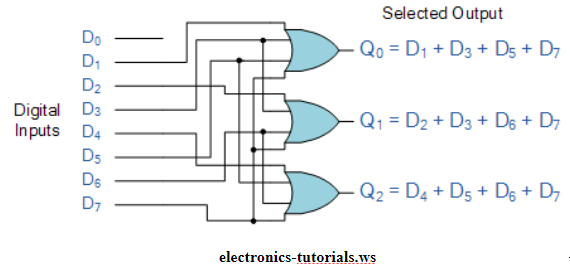 Selected Output
D₀
D₁
D₂
D₃
D₄
D₅
D₆
D₇
Digital
Inputs
Q₀ = D₁ + D₃ + D₅ + D₇
Q₁ = D₂ + D₃ + D₆ + D₇
Q₂ = D₄ + D₅ + D₆ + D₇
electronics-tutorials.ws